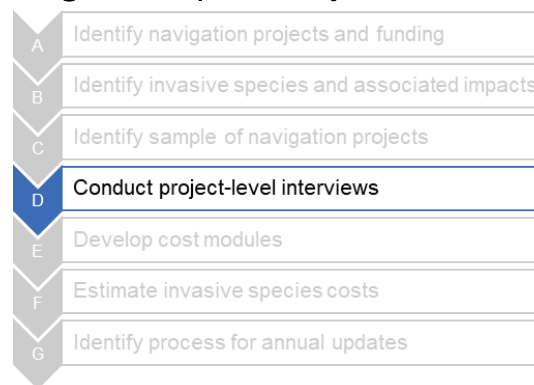 A Identify navigation projects and funding
B Identify invasive species and associated impacts
C Identify sample of navigation projects
D Conduct project-level interviews
E Develop cost modules
F Estimate invasive species costs
G Identify process for annual updates